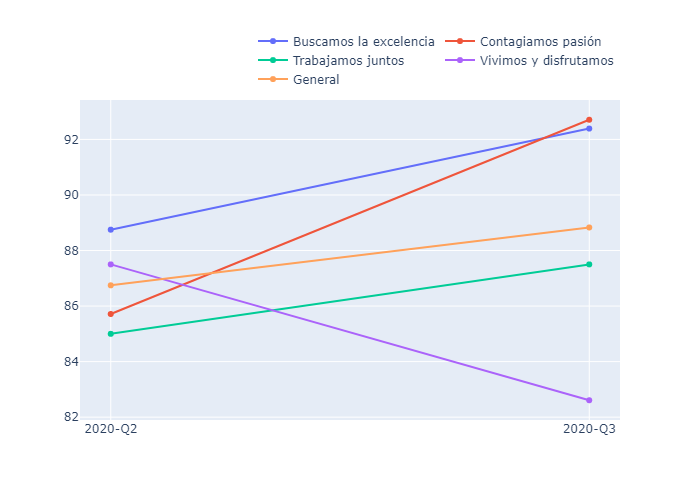 Buscamos la excelencia Contagiamos pasión
Trabajamos juntos Vivimos y disfrutamos
General
92
90
88
86
84
82
2020-Q2 2020-Q3